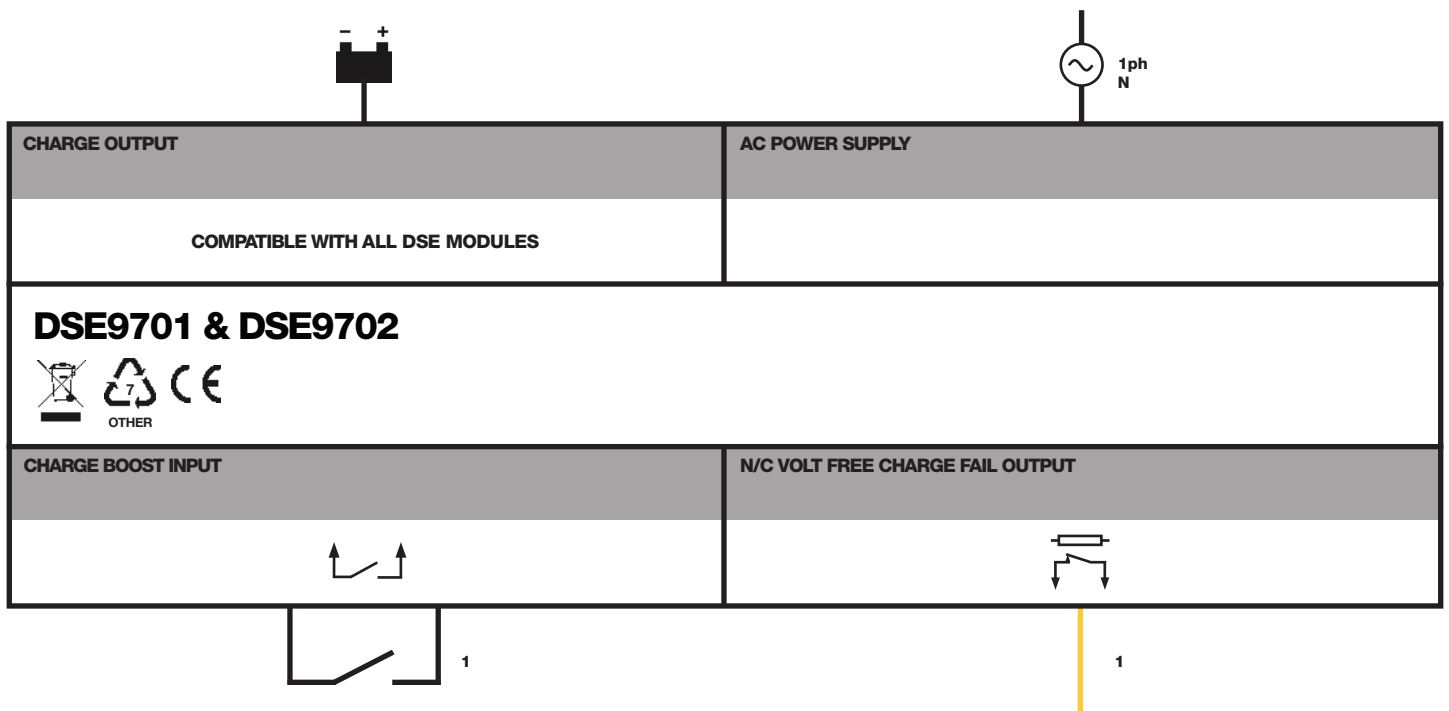 – +
1ph
N
CHARGE OUTPUT
AC POWER SUPPLY
COMPATIBLE WITH ALL DSE MODULES
DSE9701 & DSE9702
7
OTHER
CE
CHARGE BOOST INPUT
N/C VOLT FREE CHARGE FAIL OUTPUT
1
1